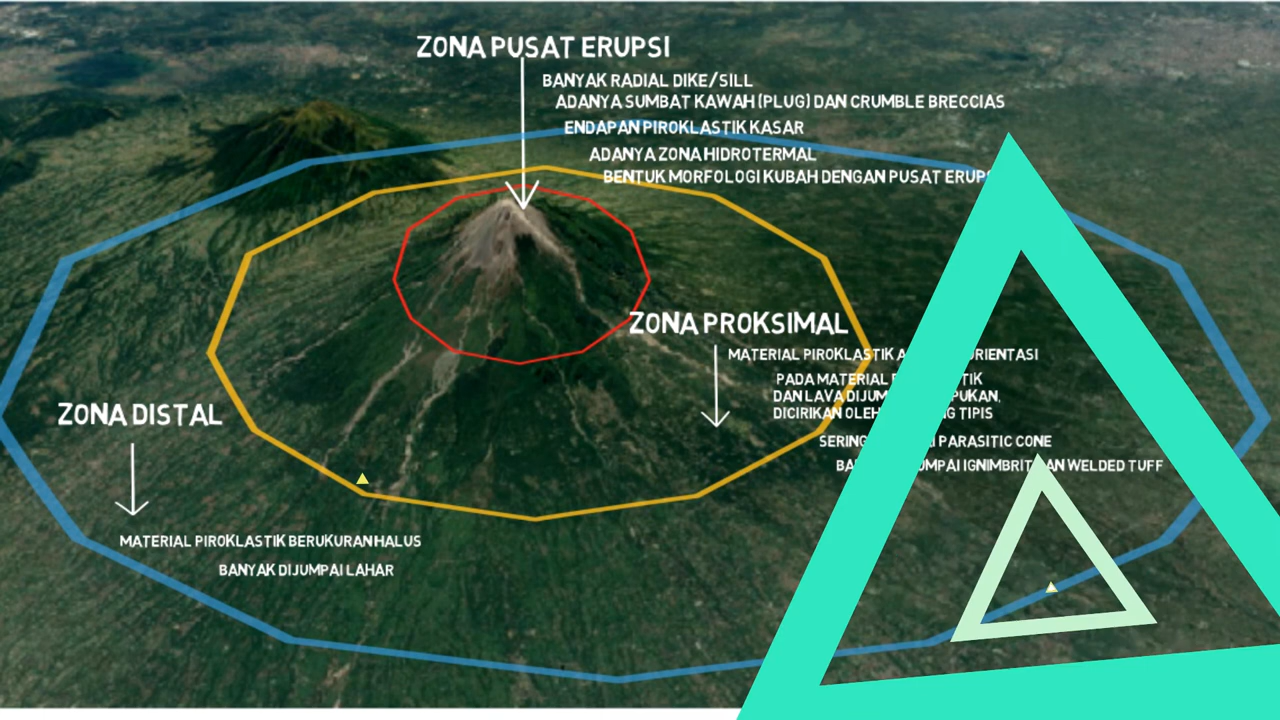 ZONA PUSAT ERUPSI
BANYAK RADIAL DIKE/SILL
ADANYA SUMBAT KAWAH (PLUG) DAN CRUMBLE BRECCIAS
ENDAPAN PIROKLASTIK KASAR
ADANYA ZONA HIDROTERMAL
BENTUK MORFOLOGI KUBAH DENGAN PUSAT
ZONA PROKSIMAL
MATERIAL PIROKLASTIK
PADA MATERIAL
DAN LAVA
DICIRIKAN OLEH TIPIS
SERING PARASITIC CONE
WELDED TUFF
ZONA DISTAL
MATERIAL PIROKLASTIK BERUKURAN HALUS
BANYAK DIJUMPAI LAHAR